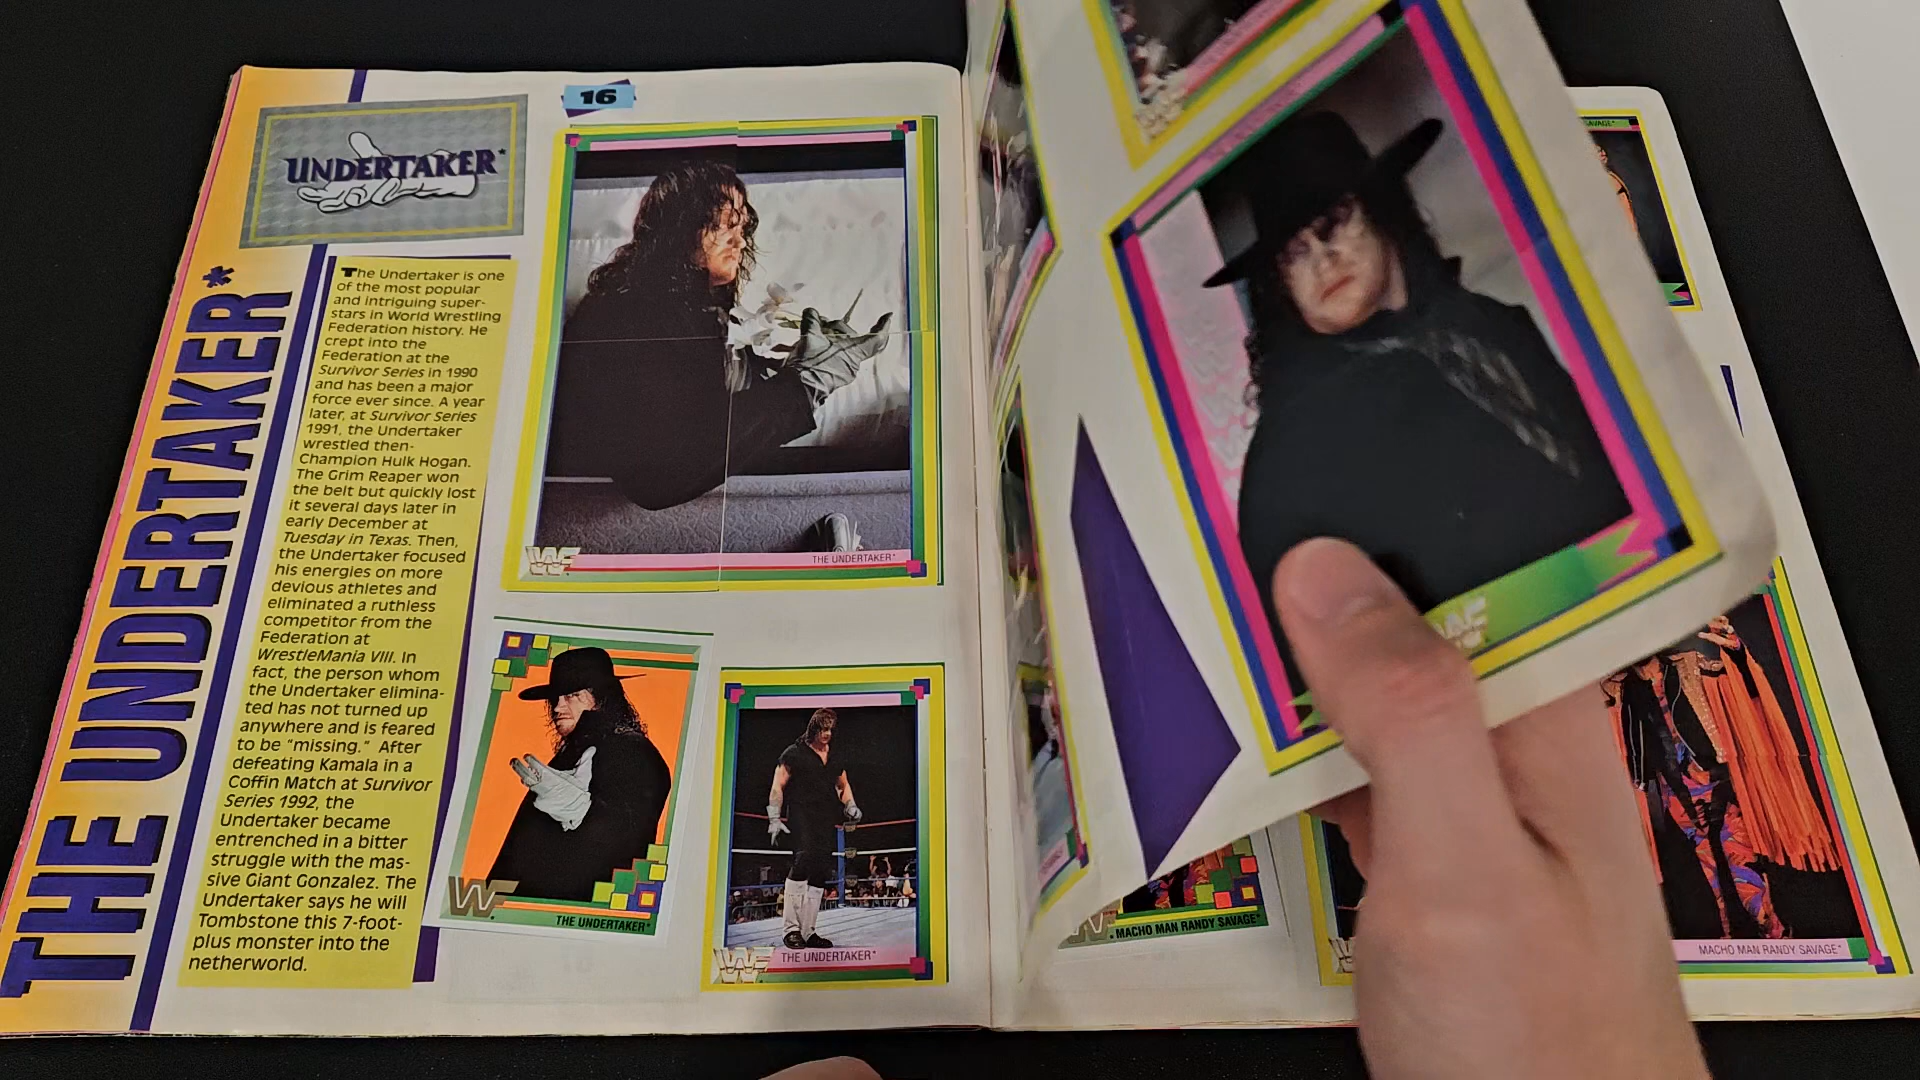 16
UNDERTAKER*
THE UNDERTAKER*
The Undertaker is one
of the most popular
and intriguing super-
stars in World Wrestling
Federation history. He
crept into the
Federation at the
Survivor Series in 1990
and has been a major
force ever since. A year
later, at Survivor Series
1991, the Undertaker
wrestled then-
Champion Hulk Hogan.
The Grim Reaper won
the belt but quickly lost
it several days later in
early December at
Tuesday in Texas. Then,
the Undertaker focused
his energies on more
devious athletes and
eliminated a ruthless
competitor from the
Federation at
WrestleMania VIII. In
fact, the person whom
the Undertaker elimina-
ted has not turned up
anywhere and is feared
to be "missing." After
defeating Kamala in a
Coffin Match at Survivor
Series 1992, the
Undertaker became
entrenched in a bitter
struggle with the mas-
sive Giant Gonzalez. The
Undertaker says he will
Tombstone this 7-foot-
plus monster into the
netherworld.
WF
THE UNDERTAKER*
WF
THE UNDERTAKER*
WF
THE UNDERTAKER*
MACHO MAN RANDY SAVAGE*
SAVAGE*
MACHO MAN RANDY SAVAGE*